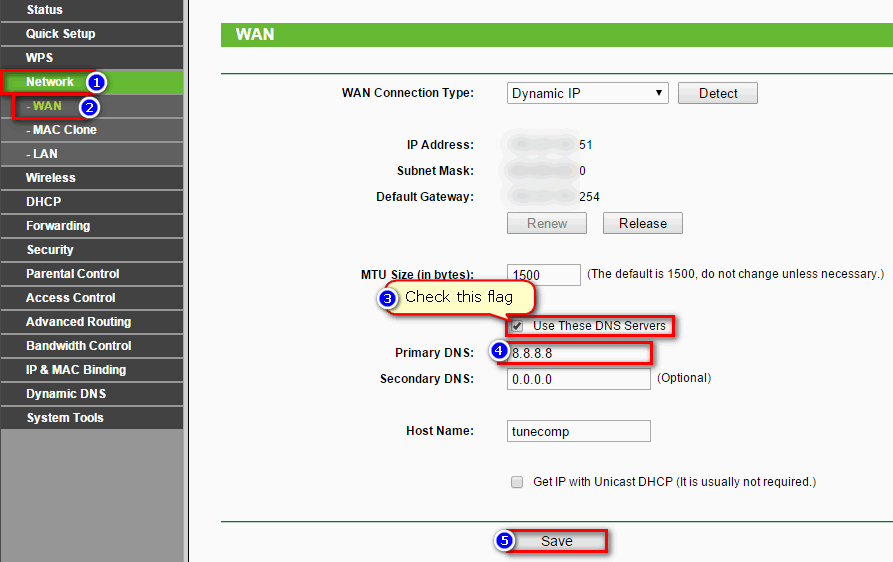 Status
Quick Setup
WPS
Network 1
- WAN 2
- MAC Clone
- LAN
Wireless
DHCP
Forwarding
Security
Parental Control
Access Control
Advanced Routing
Bandwidth Control
IP & MAC Binding
Dynamic DNS
System Tools
WAN
WAN Connection Type: Dynamic IP Detect
IP Address: 51
Subnet Mask: 0
Default Gateway: 254
Renew Release
MTU Size (in bytes): 1500 (The default is 1500, do not change unless necessary.)
3 Check this flag
Use These DNS Servers
Primary DNS: 4 8.8.8.8
Secondary DNS: 0.0.0.0 (Optional)
Host Name: tunecomp
Get IP with Unicast DHCP (It is usually not required.)
5 Save